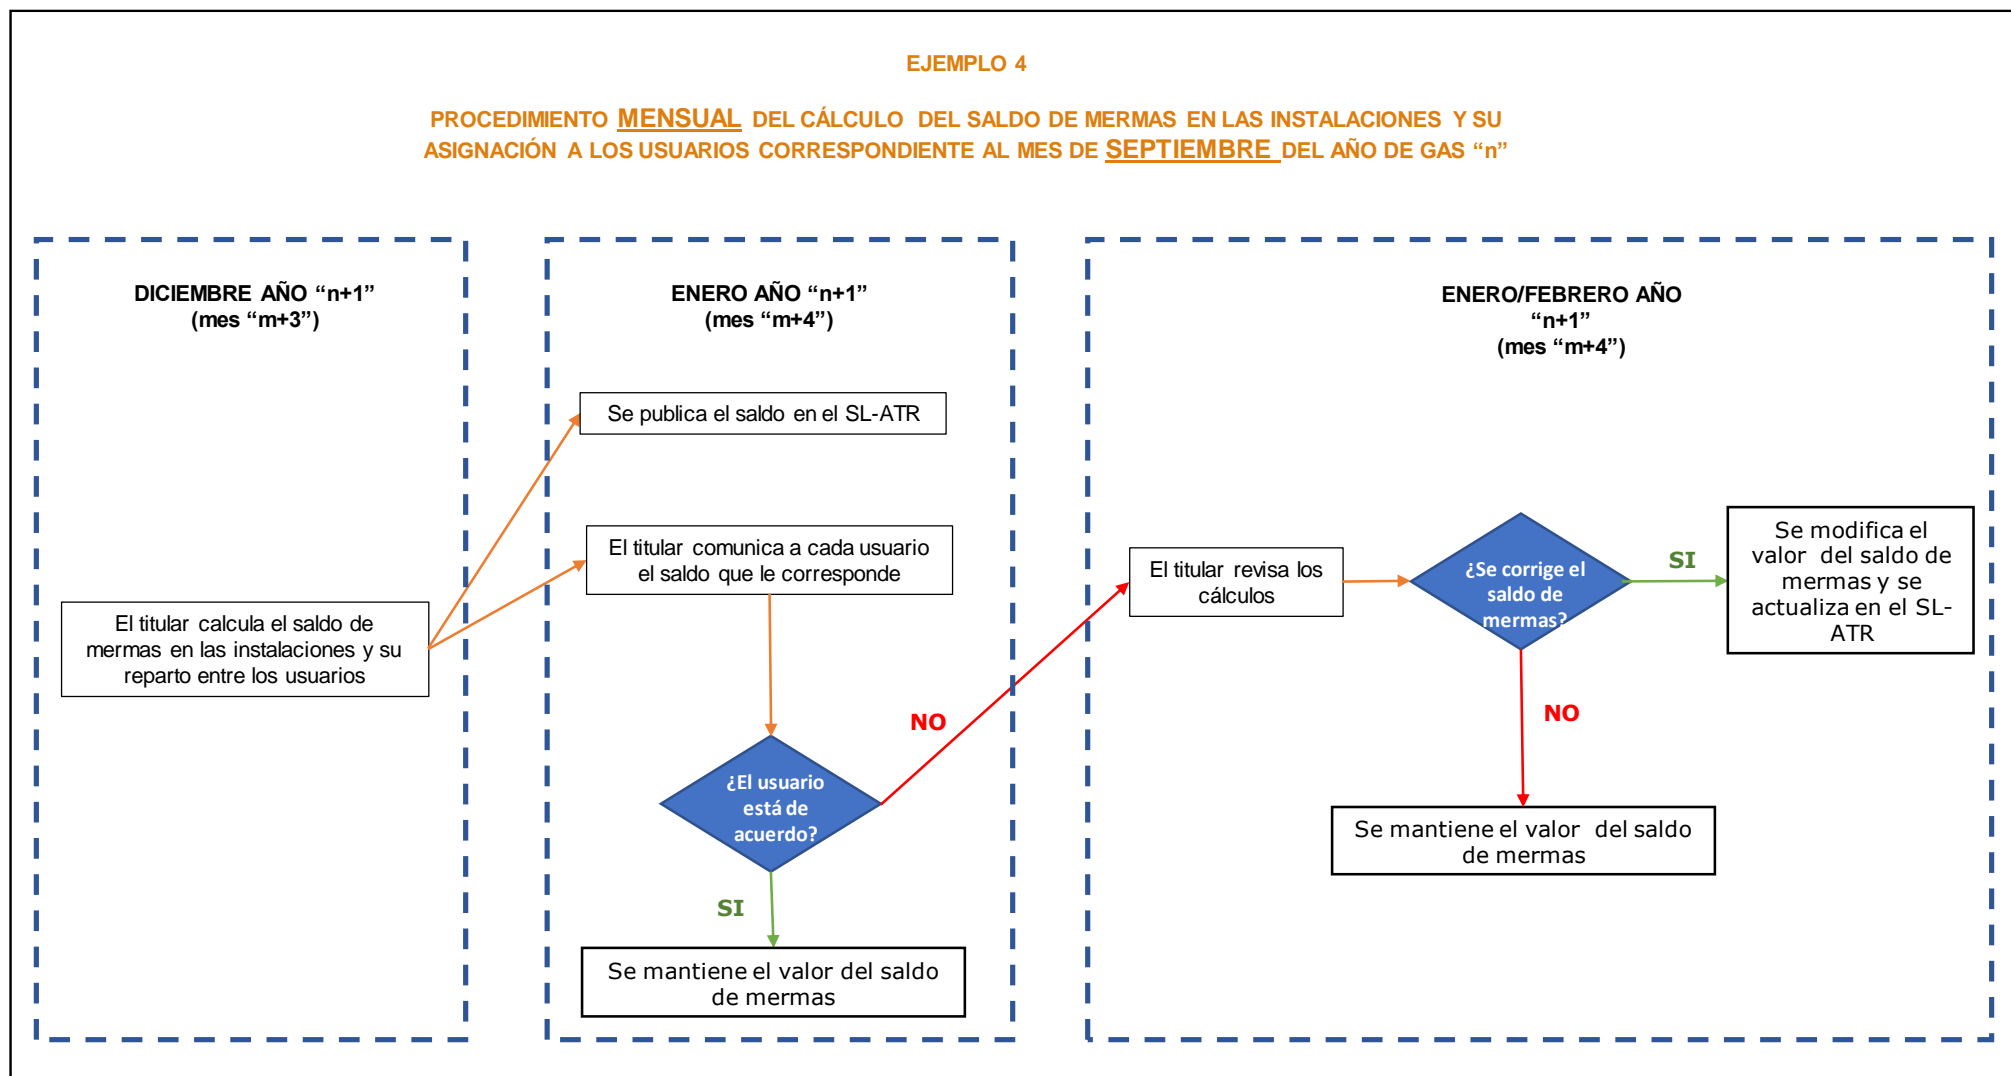 EJEMPLO 4
PROCEDIMIENTO MENSUAL DEL CÁLCULO DEL SALDO DE MERMAS EN LAS INSTALACIONES Y SU
ASIGNACIÓN A LOS USUARIOS CORRESPONDIENTE AL MES DE SEPTIEMBRE DEL AÑO DE GAS “n”
DICIEMBRE AÑO “n+1”
(mes “m+3”)
El titular calcula el saldo de
mermas en las instalaciones y su
reparto entre los usuarios
ENERO AÑO “n+1”
(mes “m+4”)
Se publica el saldo en el SL-ATR
El titular comunica a cada usuario
el saldo que le corresponde
¿El usuario
está de
acuerdo?
NO
SI
Se mantiene el valor del saldo
de mermas
ENERO/FEBRERO AÑO
“n+1”
(mes “m+4”)
El titular revisa los
cálculos
¿Se corrige el
saldo de
mermas?
SI
Se modifica el
valor del saldo de
mermas y se
actualiza en el SL-
ATR
NO
Se mantiene el valor del saldo
de mermas